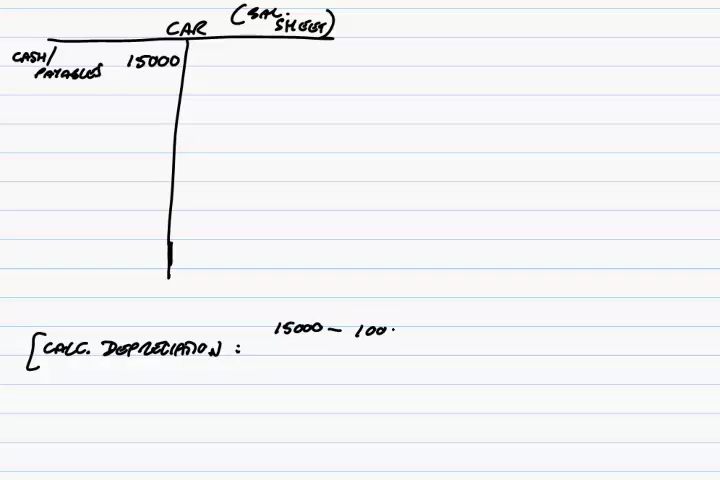 CAR (BAL. SHEET)
CASH/ PAYABLES 15000
15000 – 100.
[CALC. DEPRECIATION :